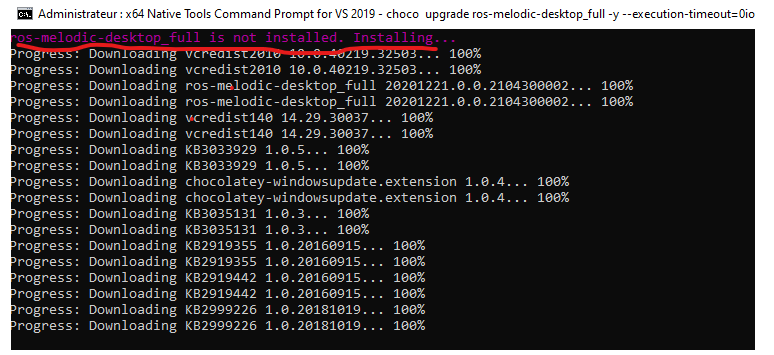 Administrateur : x64 Native Tools Command Prompt for VS 2019 - choco  upgrade ros-melodic-desktop_full -y --execution-timeout=0io
ros-melodic-desktop_full is not installed. Installing...
Progress: Downloading vcredist2010 10.0.40219.32503... 100%
Progress: Downloading vcredist2010 10.0.40219.32503... 100%
Progress: Downloading ros-melodic-desktop_full 20201221.0.0.2104300002... 100%
Progress: Downloading ros-melodic-desktop_full 20201221.0.0.2104300002... 100%
Progress: Downloading vcredist140 14.29.30037... 100%
Progress: Downloading vcredist140 14.29.30037... 100%
Progress: Downloading KB3033929 1.0.5... 100%
Progress: Downloading KB3033929 1.0.5... 100%
Progress: Downloading chocolatey-windowsupdate.extension 1.0.4... 100%
Progress: Downloading chocolatey-windowsupdate.extension 1.0.4... 100%
Progress: Downloading KB3035131 1.0.3... 100%
Progress: Downloading KB3035131 1.0.3... 100%
Progress: Downloading KB2919355 1.0.20160915... 100%
Progress: Downloading KB2919355 1.0.20160915... 100%
Progress: Downloading KB2919442 1.0.20160915... 100%
Progress: Downloading KB2919442 1.0.20160915... 100%
Progress: Downloading KB2999226 1.0.20181019... 100%
Progress: Downloading KB2999226 1.0.20181019... 100%